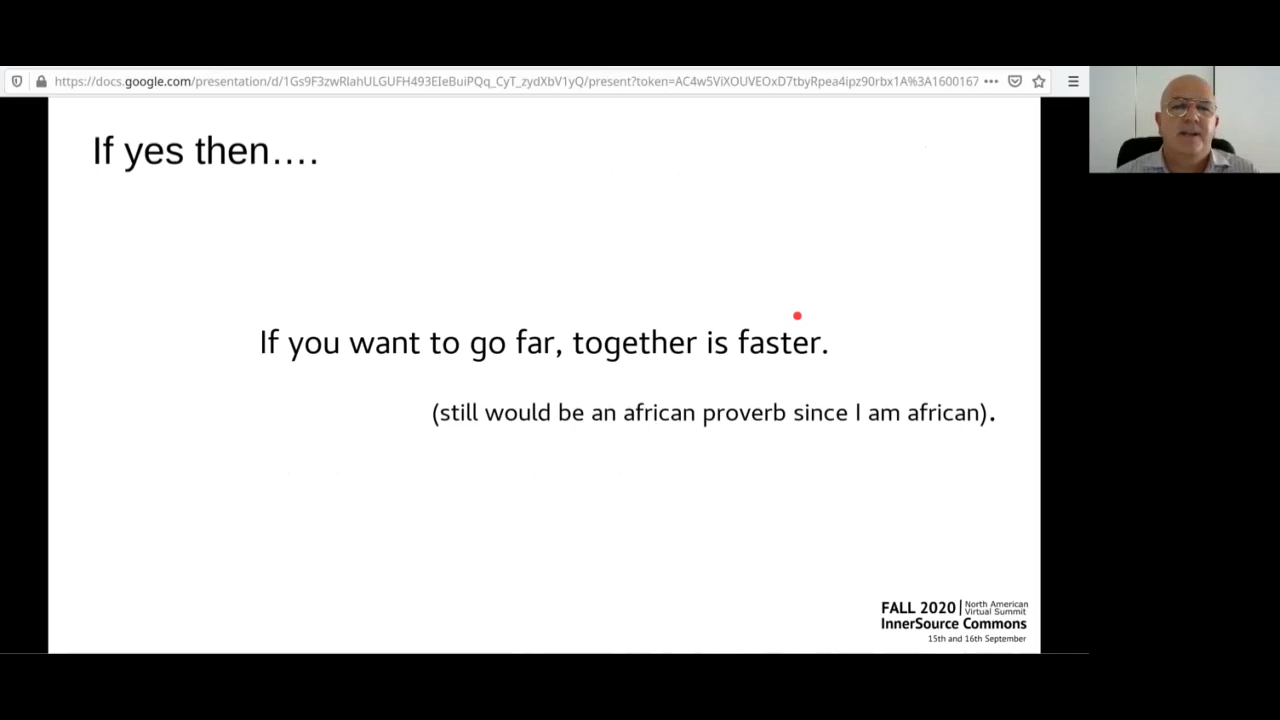 https://docs.google.com/presentation/d/1Gs9F3zwRlahULGUFH493EIeBuiPQq_CyT_zydXbV1yQ/present?token=AC4w5ViXOUVEOxD7tbyRpea4ipz90rbx1A%3A1600167
If yes then….
If you want to go far, together is faster.
(still would be an african proverb since I am african).
FALL 2020 | North American
Virtual Summit
InnerSource Commons
15th and 16th September